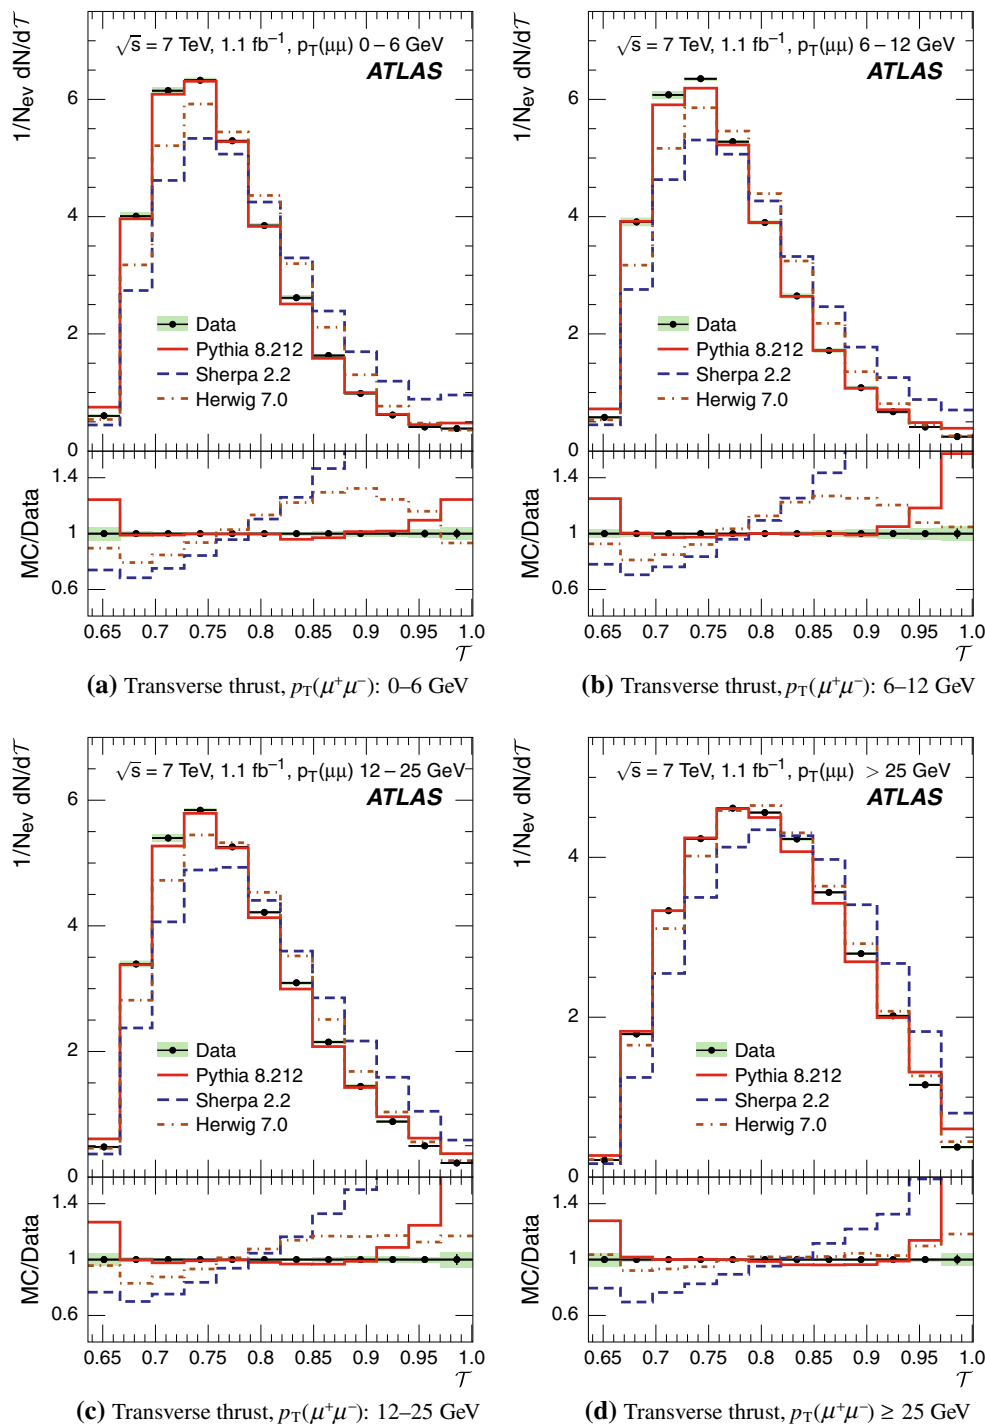 √s = 7 TeV, 1.1 fb⁻¹, p_T(μμ) 0 – 6 GeV
ATLAS
1/N_ev dN/dT
6
4
2
0
Data
Pythia 8.212
Sherpa 2.2
Herwig 7.0
MC/Data
1.4
1
0.6
0.65 0.7 0.75 0.8 0.85 0.9 0.95 1.0
T
(a) Transverse thrust, p_T(μ⁺μ⁻): 0–6 GeV
√s = 7 TeV, 1.1 fb⁻¹, p_T(μμ) 6 – 12 GeV
ATLAS
1/N_ev dN/dT
6
4
2
0
Data
Pythia 8.212
Sherpa 2.2
Herwig 7.0
MC/Data
1.4
1
0.6
0.65 0.7 0.75 0.8 0.85 0.9 0.95 1.0
T
(b) Transverse thrust, p_T(μ⁺μ⁻): 6–12 GeV
√s = 7 TeV, 1.1 fb⁻¹, p_T(μμ) 12 – 25 GeV
ATLAS
1/N_ev dN/dT
6
4
2
0
Data
Pythia 8.212
Sherpa 2.2
Herwig 7.0
MC/Data
1.4
1
0.6
0.65 0.7 0.75 0.8 0.85 0.9 0.95 1.0
T
(c) Transverse thrust, p_T(μ⁺μ⁻): 12–25 GeV
√s = 7 TeV, 1.1 fb⁻¹, p_T(μμ) > 25 GeV
ATLAS
1/N_ev dN/dT
4
2
0
Data
Pythia 8.212
Sherpa 2.2
Herwig 7.0
MC/Data
1.4
1
0.6
0.65 0.7 0.75 0.8 0.85 0.9 0.95 1.0
T
(d) Transverse thrust, p_T(μ⁺μ⁻) ≥ 25 GeV